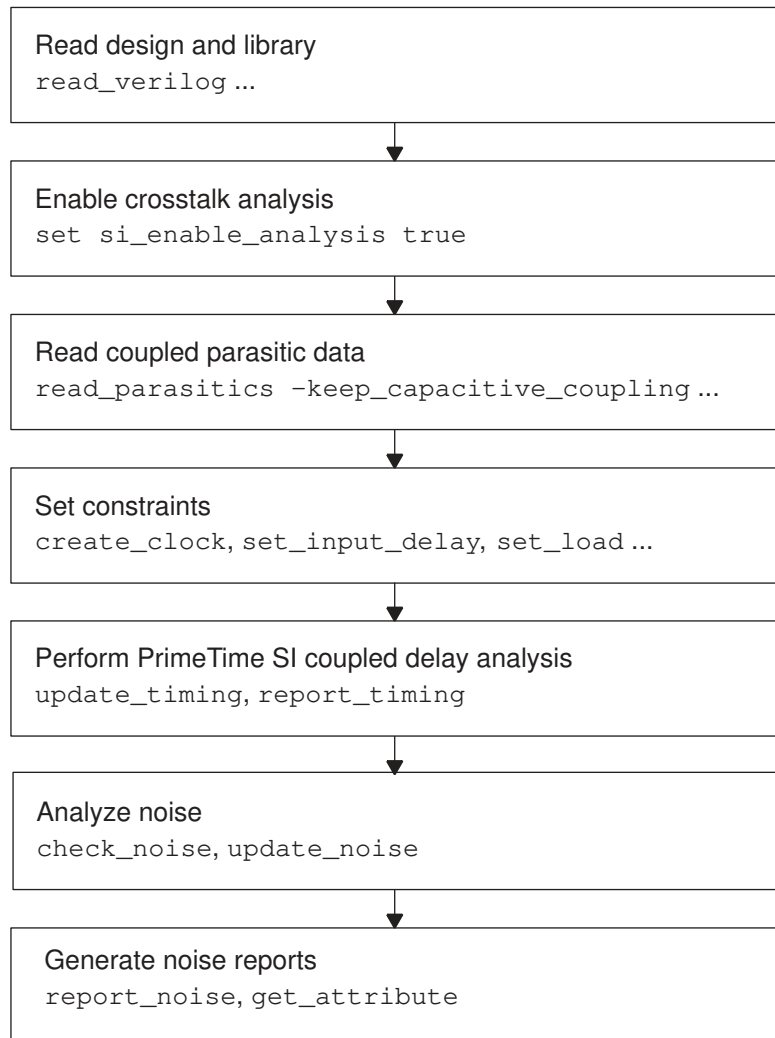 Read design and library
read_verilog ...
Enable crosstalk analysis
set si_enable_analysis true
Read coupled parasitic data
read_parasitics –keep_capacitive_coupling ...
Set constraints
create_clock, set_input_delay, set_load ...
Perform PrimeTime SI coupled delay analysis
update_timing, report_timing
Analyze noise
check_noise, update_noise
Generate noise reports
report_noise, get_attribute